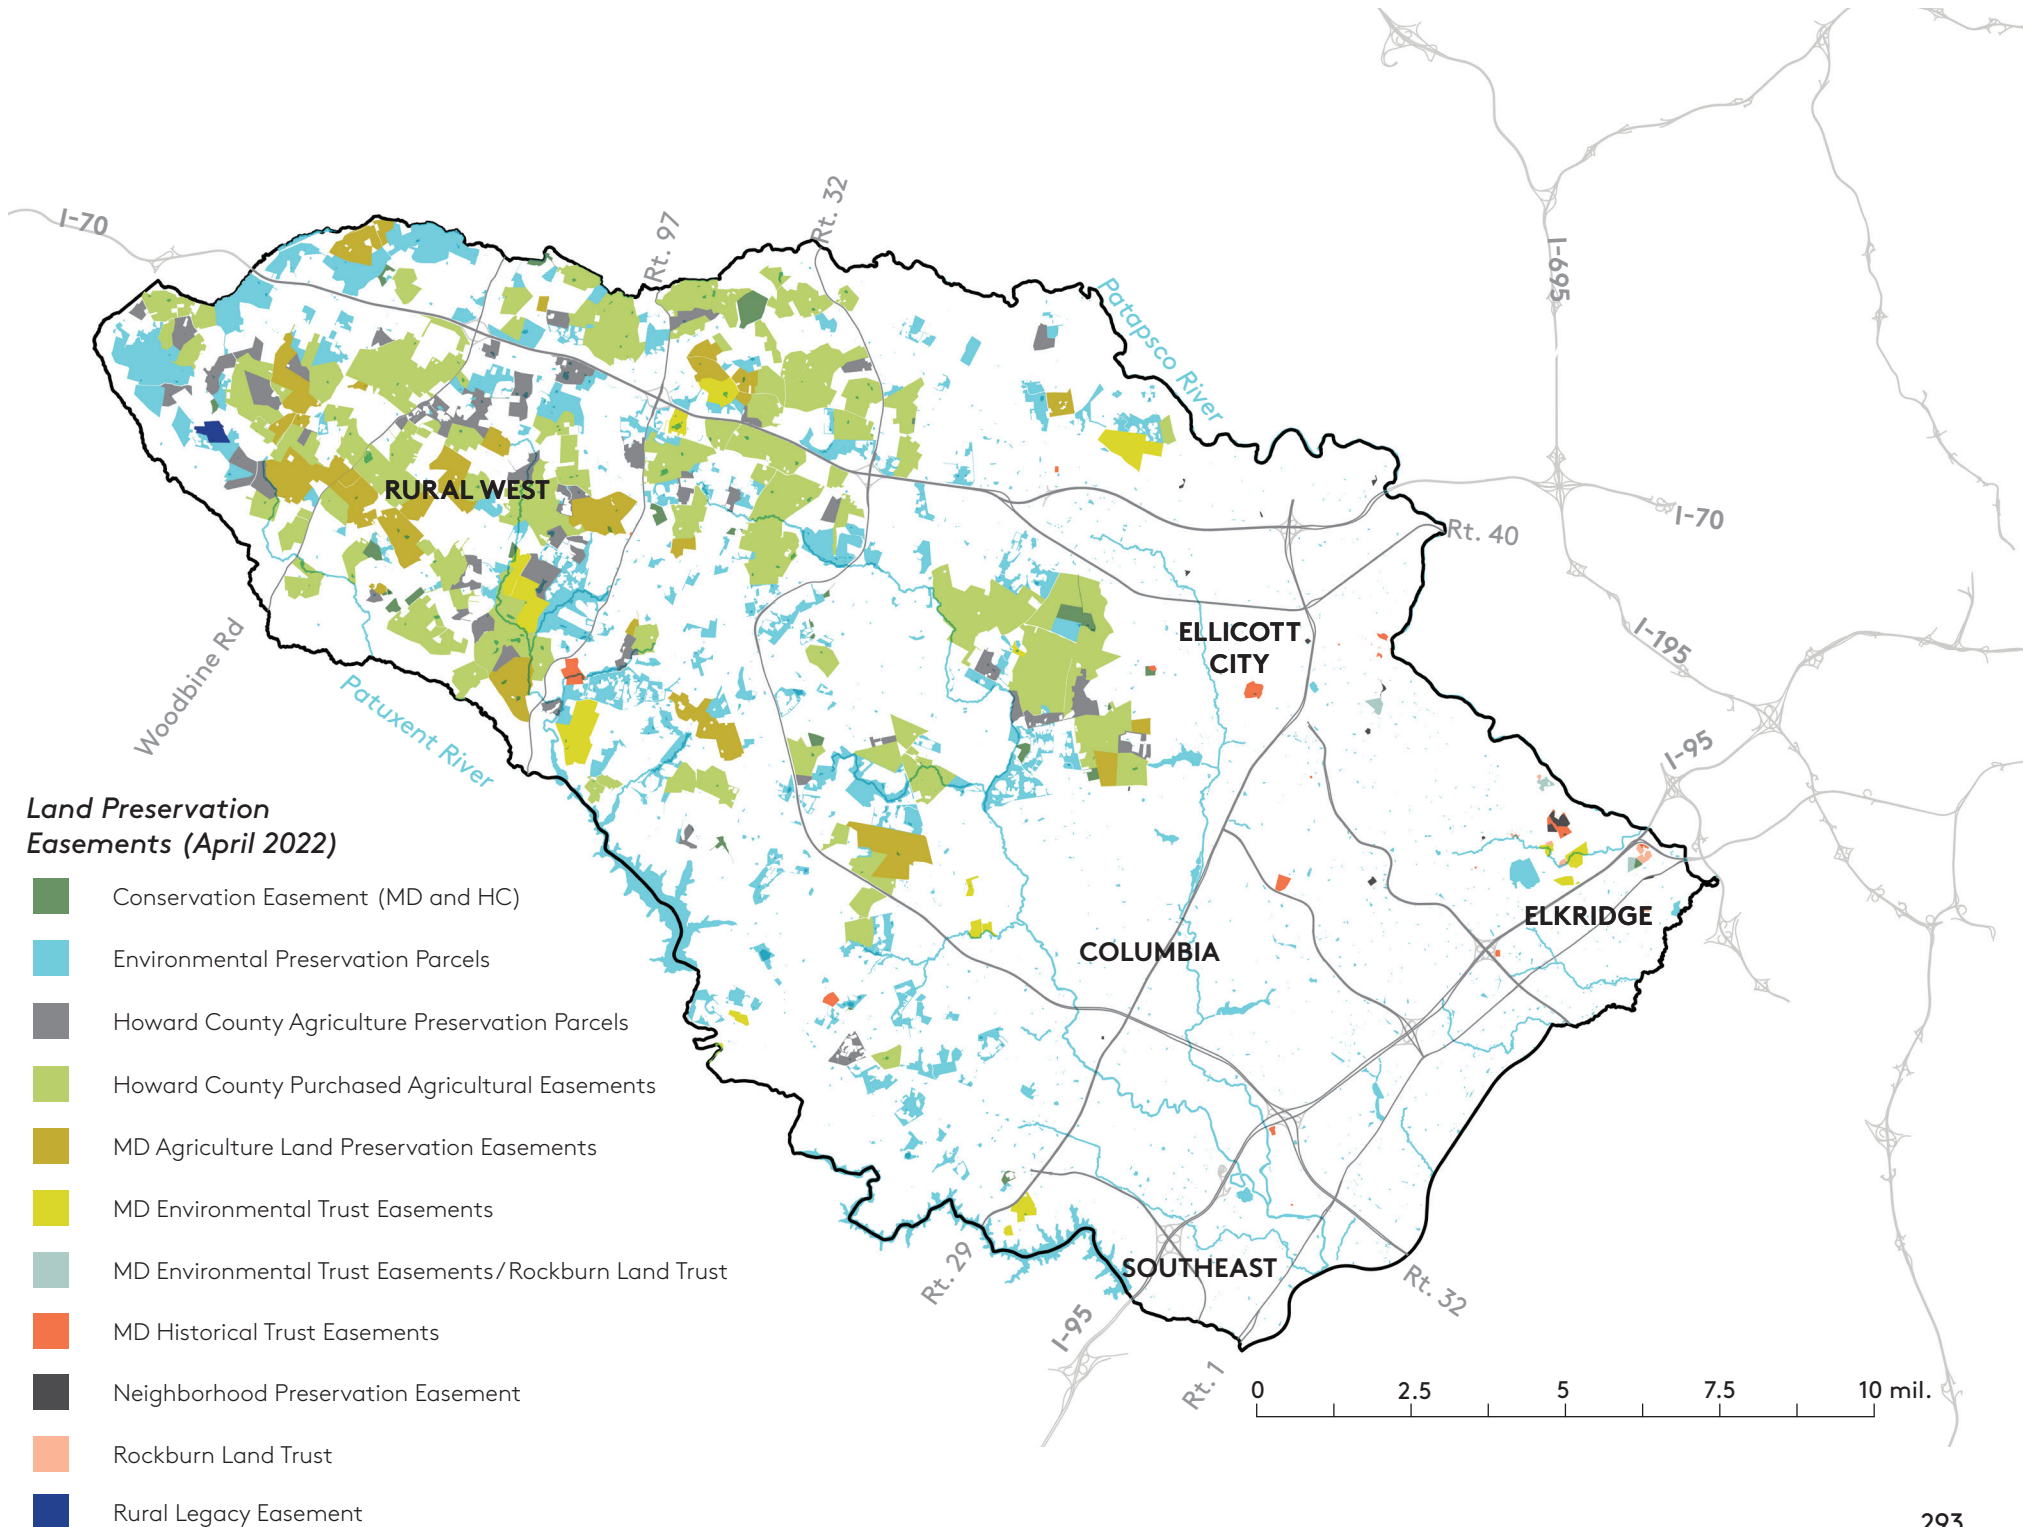 I-70
Rt. 97
Rt. 32
I-695
Patapsco River
RURAL WEST
I-70
Rt. 40
ELLICOTT
CITY
I-195
Woodbine Rd
Patuxent River
I-95
Land Preservation
Easements (April 2022)
Conservation Easement (MD and HC)
Environmental Preservation Parcels
Howard County Agriculture Preservation Parcels
Howard County Purchased Agricultural Easements
MD Agriculture Land Preservation Easements
MD Environmental Trust Easements
MD Environmental Trust Easements/Rockburn Land Trust
MD Historical Trust Easements
Neighborhood Preservation Easement
Rockburn Land Trust
Rural Legacy Easement
ELKRIDGE
COLUMBIA
SOUTHEAST
Rt. 29
I-95
Rt. 32
Rt. 1
0 2.5 5 7.5 10 mil.
293